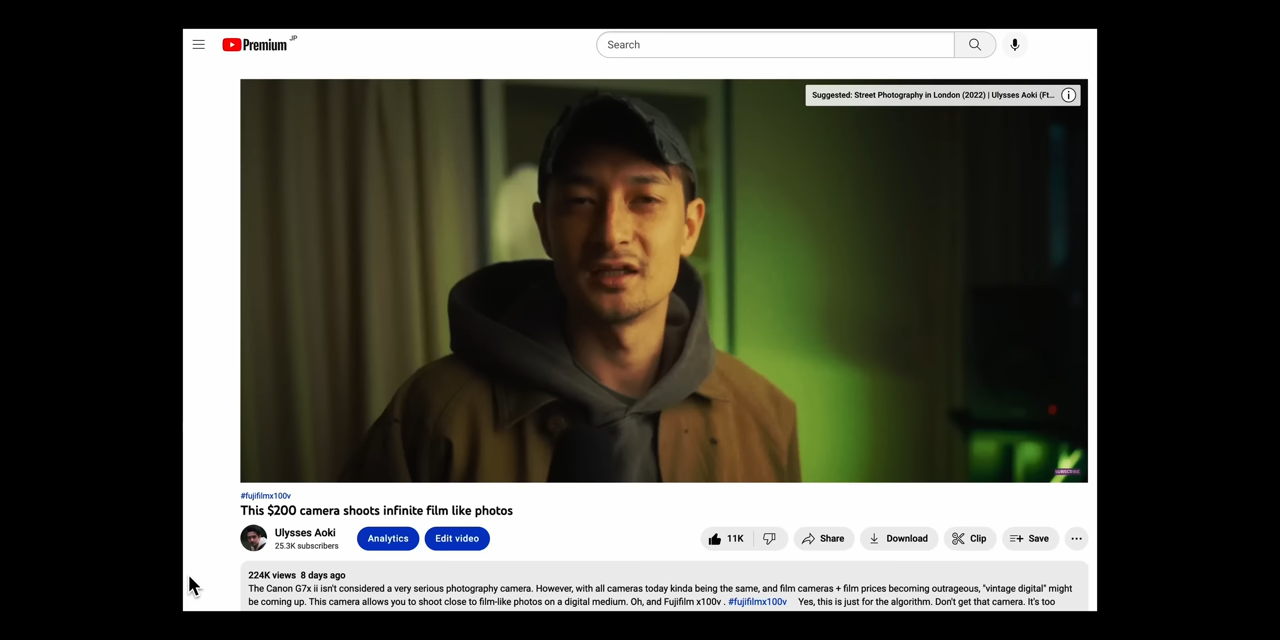 Premium JP
Search
Suggested: Street Photography in London (2022) | Ulysses Aoki (Ft...
SUBSCRIBE
#fujifilmx100v
This $200 camera shoots infinite film like photos
Ulysses Aoki
25.3K subscribers
Analytics
Edit video
11K
Share
Download
Clip
Save
224K views 8 days ago
The Canon G7x ii isn't considered a very serious photography camera. However, with all cameras today kinda being the same, and film cameras + film prices becoming outrageous, "vintage digital" might
be coming up. This camera allows you to shoot close to film-like photos on a digital medium. Oh, and Fujifilm x100v . #fujifilmx100v Yes, this is just for the algorithm. Don't get that camera. It's too